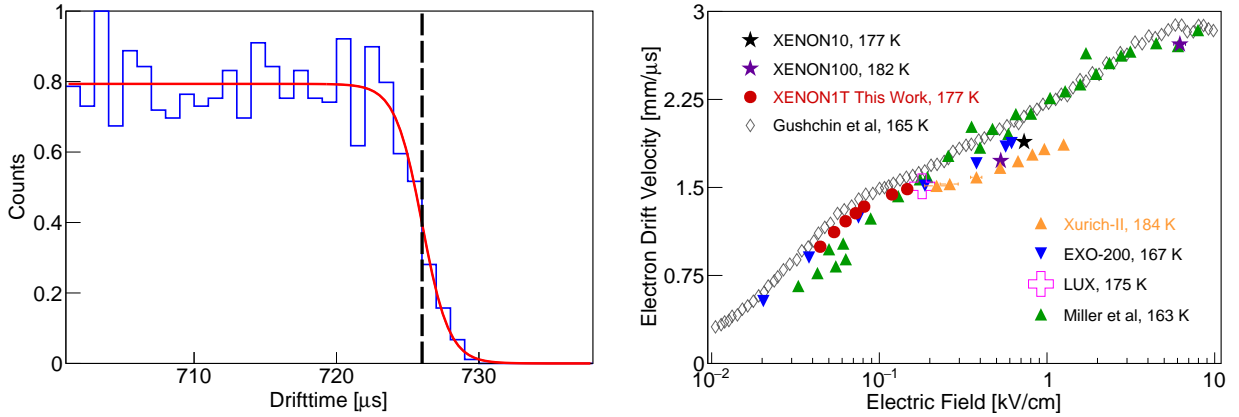 1
0.8
0.6
0.4
0.2
0
Counts
710
720
730
Drifttime [μs]
3
2.25
1.5
0.75
0
Electron Drift Velocity [mm/μs]
XENON10, 177 K
XENON100, 182 K
XENON1T This Work, 177 K
Gushchin et al, 165 K
Xurich-II, 184 K
EXO-200, 167 K
LUX, 175 K
Miller et al, 163 K
10⁻²
10⁻¹
1
10
Electric Field [kV/cm]